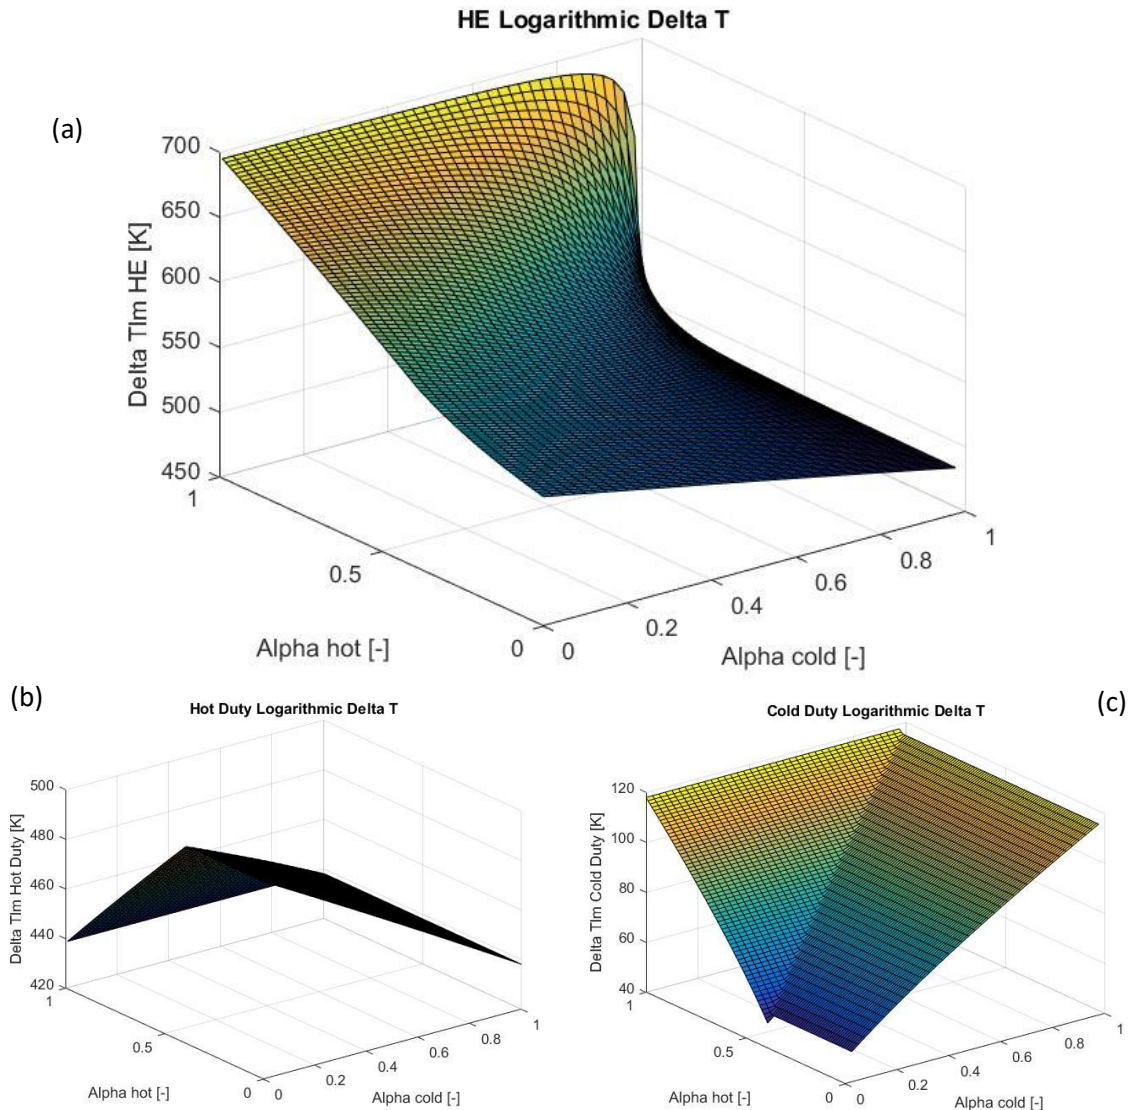 HE Logarithmic Delta T
(a)
Delta Tlm HE [K]
700
650
600
550
500
450
1
0.5
0
Alpha hot [-]
0
0.2
0.4
0.6
0.8
1
Alpha cold [-]
(b)
Hot Duty Logarithmic Delta T
Delta Tlm Hot Duty [K]
500
480
460
440
420
1
0.5
0
Alpha hot [-]
0
0.2
0.4
0.6
0.8
1
Alpha cold [-]
(c)
Cold Duty Logarithmic Delta T
Delta Tlm Cold Duty [K]
120
100
80
60
40
1
0.5
0
Alpha hot [-]
0
0.2
0.4
0.6
0.8
1
Alpha cold [-]